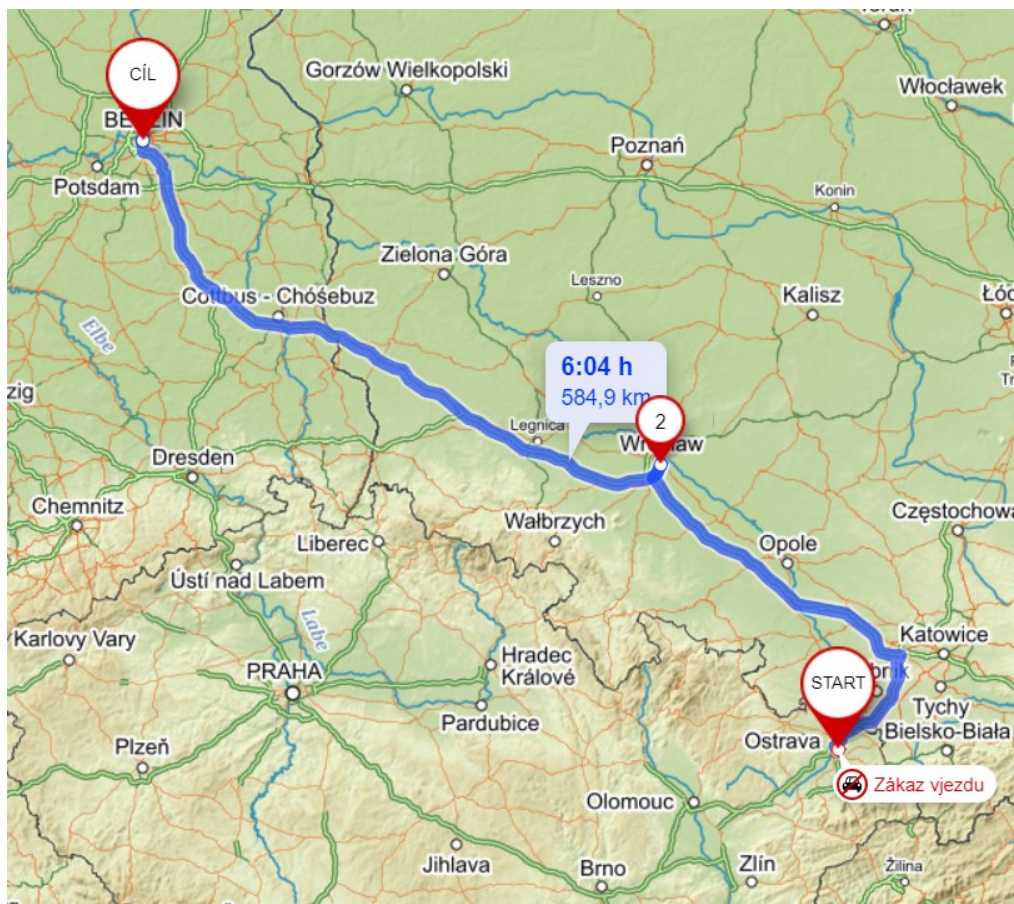 Gorzów Wielkopolski
Włocławek
CÍL
BERLIN
Poznań
Potsdam
Konin
Zielona Góra
Leszno
Kalisz
Cottbus - Chóśebuz
Elbe
6:04 h
584,9 km
2
Legnica
Wrocław
Dresden
Chemnitz
Wałbrzych
Częstochowa
Liberec
Opole
Ústí nad Labem
Labe
Karlovy Vary
Katowice
PRAHA
Hradec
Králové
START
Tychy
Pardubice
Ostrava
Bielsko-Biała
Plzeň
Zákaz vjezdu
Olomouc
Jihlava
Brno
Zlín
Žilina